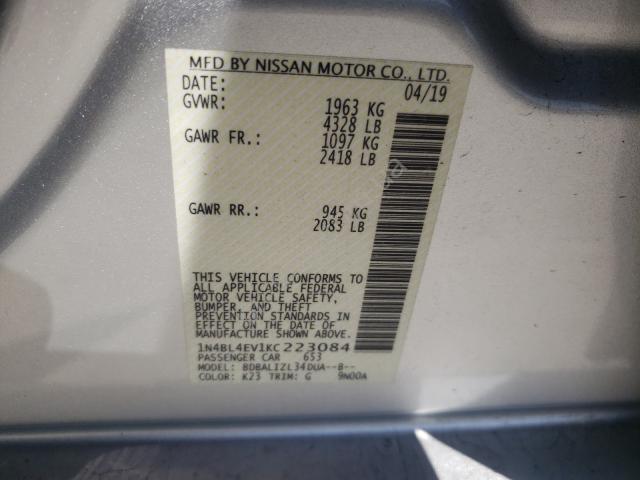 MFD BY NISSAN MOTOR CO., LTD.
DATE: 04/19
GVWR: 1963 KG
4328 LB
GAWR FR.: 1097 KG
2418 LB
GAWR RR.: 945 KG
2083 LB
THIS VEHICLE CONFORMS TO
ALL APPLICABLE FEDERAL
MOTOR VEHICLE SAFETY,
BUMPER, AND THEFT
PREVENTION STANDARDS IN
EFFECT ON THE DATE OF
MANUFACTURE SHOWN ABOVE.
1N4BL4EV1KC223084
PASSENGER CAR 653
MODEL: BDBALIZL34DUA--B--
COLOR: K23 TRIM: G 9N00A